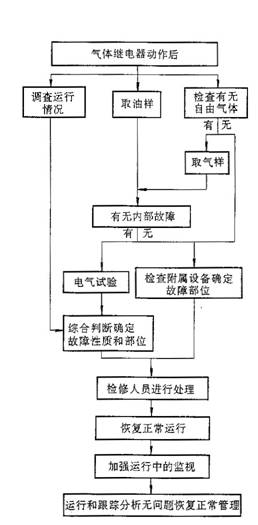 气体继电器动作后
调查运行
情况
取油样
检查有无
自由气体
有 无
取气样
有无内部故障
有 无
电气试验
检查附属设备确定
故障部位
综合判断确定
故障性质和部位
检修人员进行处理
恢复正常运行
加强运行中的监视
运行和跟踪分析无问题恢复正常管理